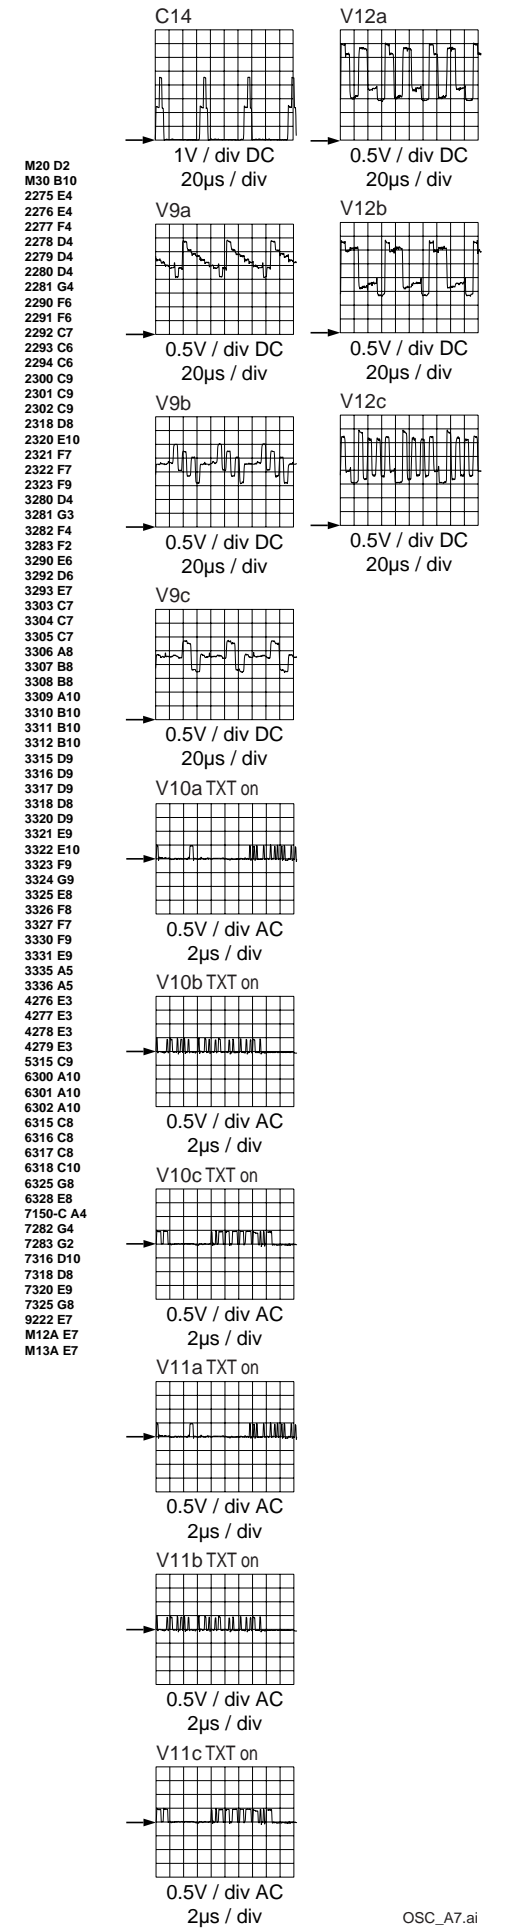 M20 D2
M30 B10
2275 E4
2276 E4
2277 F4
2278 D4
2279 D4
2280 D4
2281 G4
2290 F6
2291 F6
2292 C7
2293 C6
2294 C6
2300 C9
2301 C9
2302 C9
2318 D8
2320 E10
2321 F7
2322 F7
2323 F9
3280 D4
3281 G3
3282 F4
3283 F2
3290 E6
3292 D6
3293 E7
3303 C7
3304 C7
3305 C7
3306 A8
3307 B8
3308 B8
3309 A10
3310 B10
3311 B10
3312 B10
3315 D9
3316 D9
3317 D9
3318 D8
3320 D9
3321 E9
3322 E10
3323 F9
3324 G9
3325 E8
3326 F8
3327 F7
3330 F9
3331 E9
3335 A5
3336 A5
4276 E3
4277 E3
4278 E3
4279 E3
5315 C9
6300 A10
6301 A10
6302 A10
6315 C8
6316 C8
6317 C8
6318 C10
6325 G8
6328 E8
7150-C A4
7282 G4
7283 G2
7316 D10
7318 D8
7320 E9
7325 G8
9222 E7
M12A E7
M13A E7
C14
1V / div DC
20µs / div
V9a
0.5V / div DC
20µs / div
V9b
0.5V / div DC
20µs / div
V9c
0.5V / div DC
20µs / div
V10a TXT on
0.5V / div AC
2µs / div
V10b TXT on
0.5V / div AC
2µs / div
V10c TXT on
0.5V / div AC
2µs / div
V11a TXT on
0.5V / div AC
2µs / div
V11b TXT on
0.5V / div AC
2µs / div
V11c TXT on
0.5V / div AC
2µs / div
V12a
0.5V / div DC
20µs / div
V12b
0.5V / div DC
20µs / div
V12c
0.5V / div DC
20µs / div
OSC_A7.ai